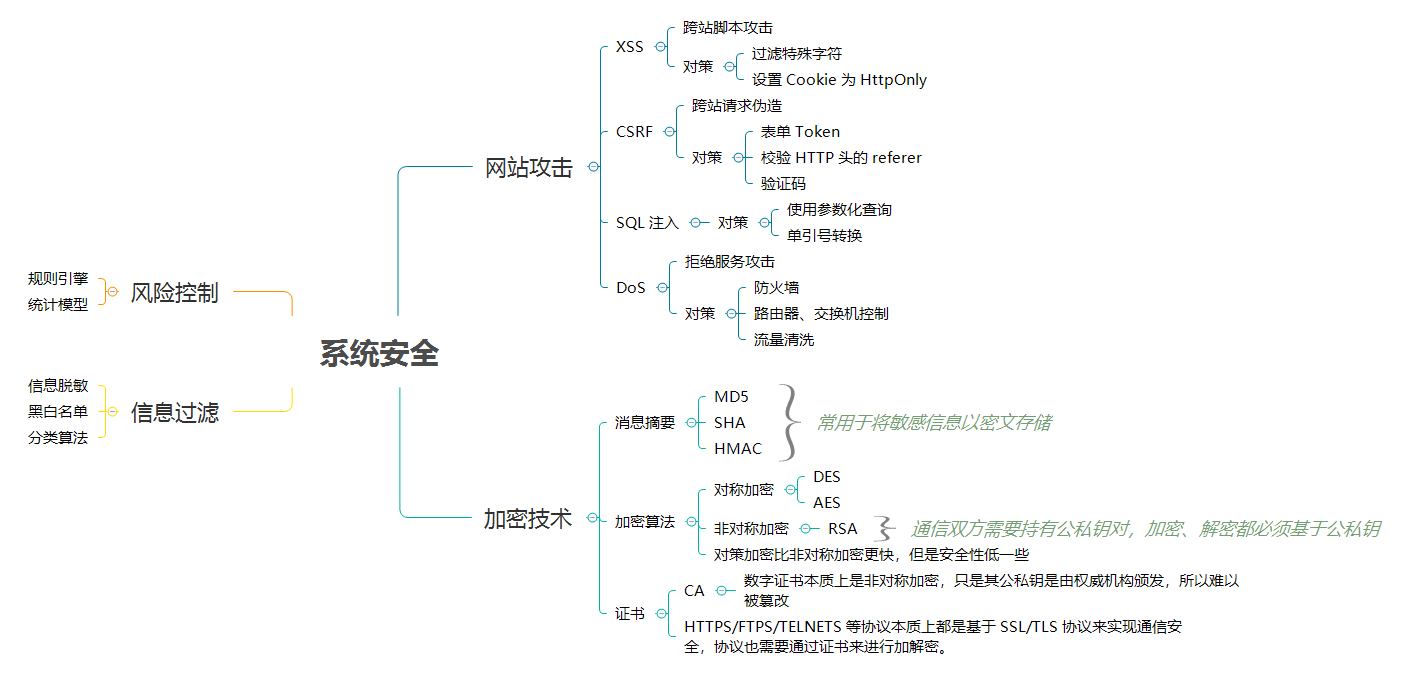 系统安全
网站攻击
XSS
跨站脚本攻击
对策
过滤特殊字符
设置 Cookie 为 HttpOnly
CSRF
跨站请求伪造
对策
表单 Token
校验 HTTP 头的 referer
验证码
SQL 注入
对策
使用参数化查询
单引号转换
DoS
拒绝服务攻击
对策
防火墙
路由器、交换机控制
流量清洗
加密技术
消息摘要
MD5
SHA
HMAC
常用于将敏感信息以密文存储
加密算法
对称加密
DES
AES
非对称加密
RSA
通信双方需要持有公私钥对，加密、解密都必须基于公私钥
对策加密比非对称加密更快，但是安全性低一些
证书
CA
数字证书本质上是非对称加密，只是其公私钥是由权威机构颁发，所以难以
被篡改
HTTPS/FTPS/TELNETS 等协议本质上都是基于 SSL/TLS 协议来实现通信安
全，协议也需要通过证书来进行加解密。
风险控制
规则引擎
统计模型
信息过滤
信息脱敏
黑白名单
分类算法